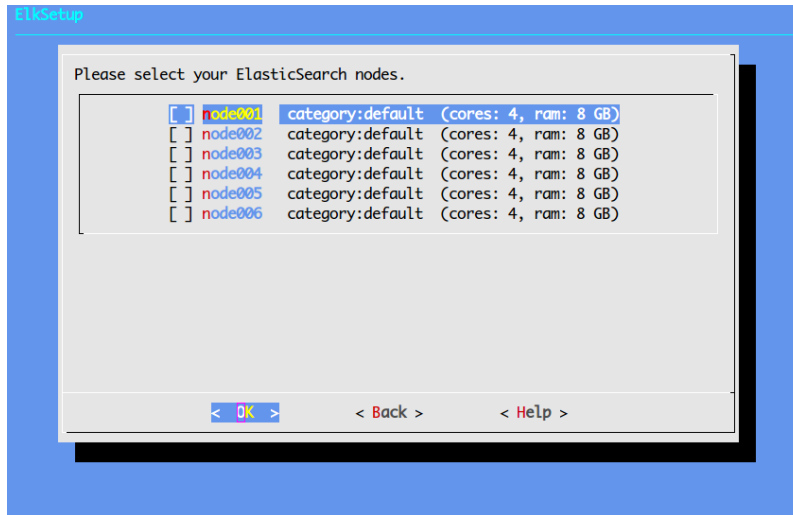 ElkSetup
Please select your ElasticSearch nodes.
[ ] node001 category:default (cores: 4, ram: 8 GB)
[ ] node002 category:default (cores: 4, ram: 8 GB)
[ ] node003 category:default (cores: 4, ram: 8 GB)
[ ] node004 category:default (cores: 4, ram: 8 GB)
[ ] node005 category:default (cores: 4, ram: 8 GB)
[ ] node006 category:default (cores: 4, ram: 8 GB)
< OK > < Back > < Help >